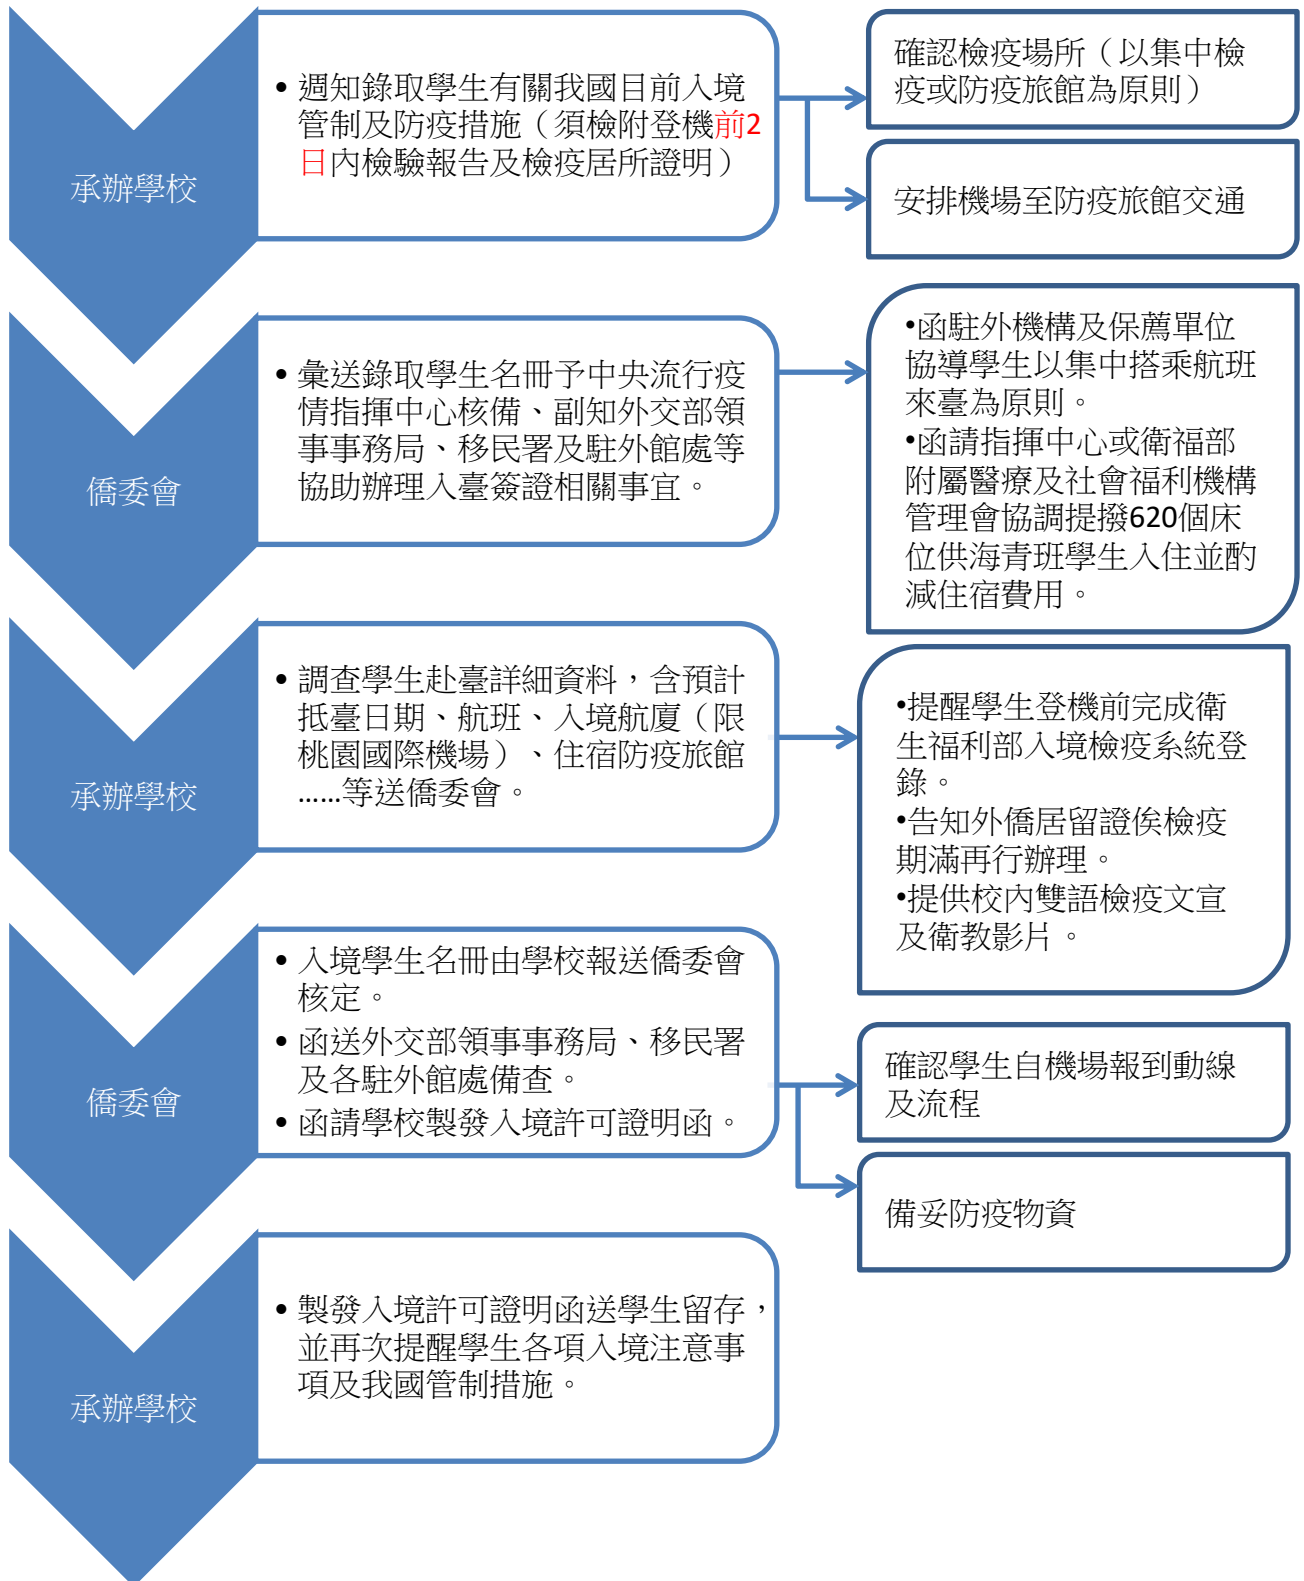 承辦學校
• 週知錄取學生有關我國目前入境
管制及防疫措施（須檢附登機前2
日內檢驗報告及檢疫居所證明）
確認檢疫場所（以集中檢
疫或防疫旅館為原則）
安排機場至防疫旅館交通
僑委會
• 彙送錄取學生名冊予中央流行疫
情指揮中心核備、副知外交部領
事事務局、移民署及駐外館處等
協助辦理入臺簽證相關事宜。
•函駐外機構及保薦單位
協導學生以集中搭乘航班
來臺為原則。
•函請指揮中心或衛福部
附屬醫療及社會福利機構
管理會協調提撥620個床
位供海青班學生入住並酌
減住宿費用。
承辦學校
• 調查學生赴臺詳細資料，含預計
抵臺日期、航班、入境航廈（限
桃園國際機場）、住宿防疫旅館
......等送僑委會。
•提醒學生登機前完成衛
生福利部入境檢疫系統登
錄。
•告知外僑居留證俟檢疫
期滿再行辦理。
•提供校內雙語檢疫文宣
及衛教影片。
僑委會
• 入境學生名冊由學校報送僑委會
核定。
• 函送外交部領事事務局、移民署
及各駐外館處備查。
• 函請學校製發入境許可證明函。
確認學生自機場報到動線
及流程
備妥防疫物資
承辦學校
• 製發入境許可證明函送學生留存，
並再次提醒學生各項入境注意事
項及我國管制措施。